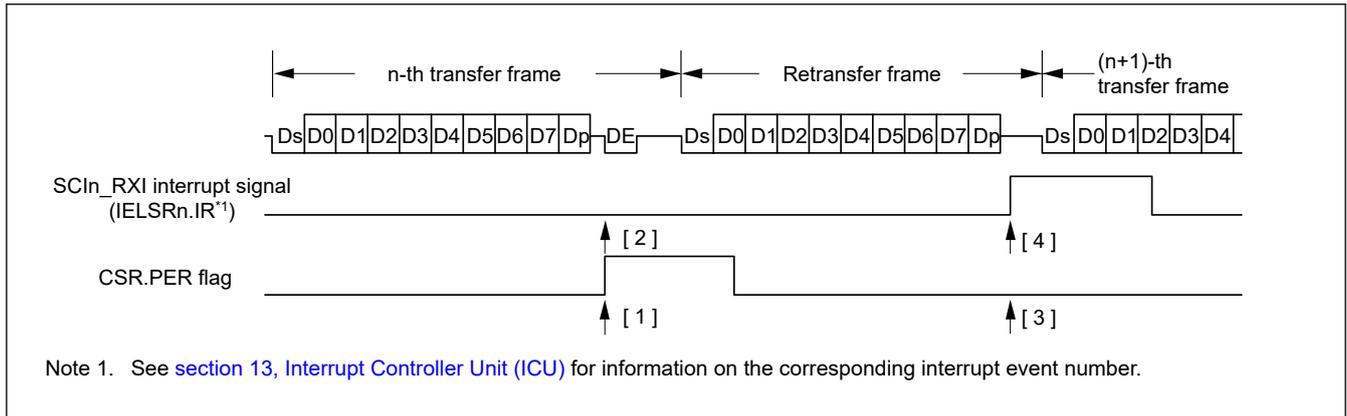 n-th transfer frame Retransfer frame (n+1)-th
transfer frame
Ds D0 D1 D2 D3 D4 D5 D6 D7 Dp DE Ds D0 D1 D2 D3 D4 D5 D6 D7 Dp Ds D0 D1 D2 D3 D4
SCIn_RXI interrupt signal
(IELSRn.IR*1)
[ 2 ] [ 4 ]
CSR.PER flag
[ 1 ] [ 3 ]
Note 1. See section 13, Interrupt Controller Unit (ICU) for information on the corresponding interrupt event number.